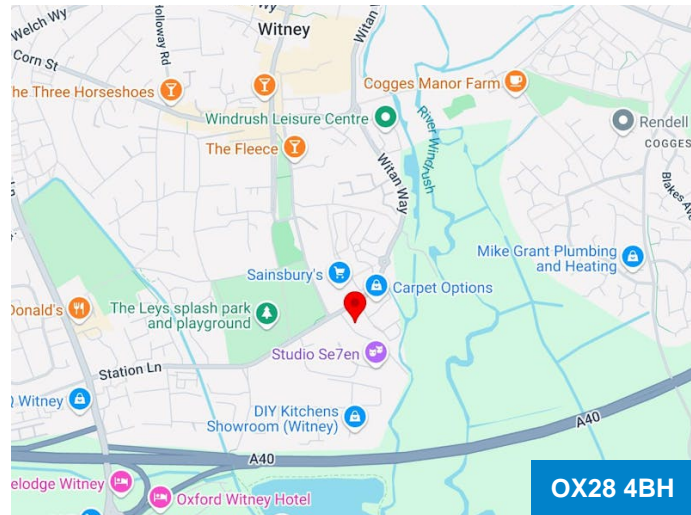 Welch Wy
Holloway Rd
Witney
Witan
Corn St
The Three Horseshoes
Cogges Manor Farm
Windrush Leisure Centre
River Windrush
Rendell
COGGES
The Fleece
Witan Way
Blakes Ave
Mike Grant Plumbing
and Heating
Sainsbury's
Carpet Options
Donald's
The Leys splash park
and playground
Studio Se7en
Station Ln
Witney
DIY Kitchens
Showroom (Witney)
A40
A40
elodge Witney
Oxford Witney Hotel
OX28 4BH